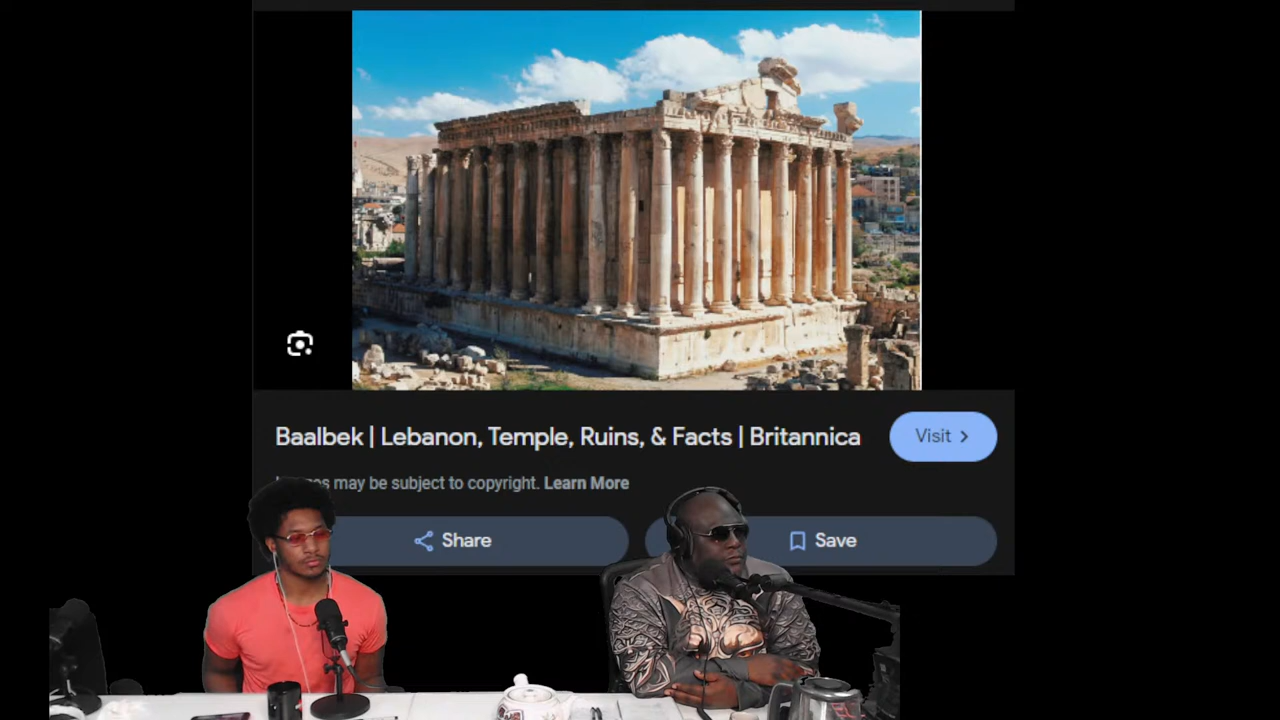 Baalbek | Lebanon, Temple, Ruins, & Facts | Britannica
Visit
may be subject to copyright. Learn More
Share
Save